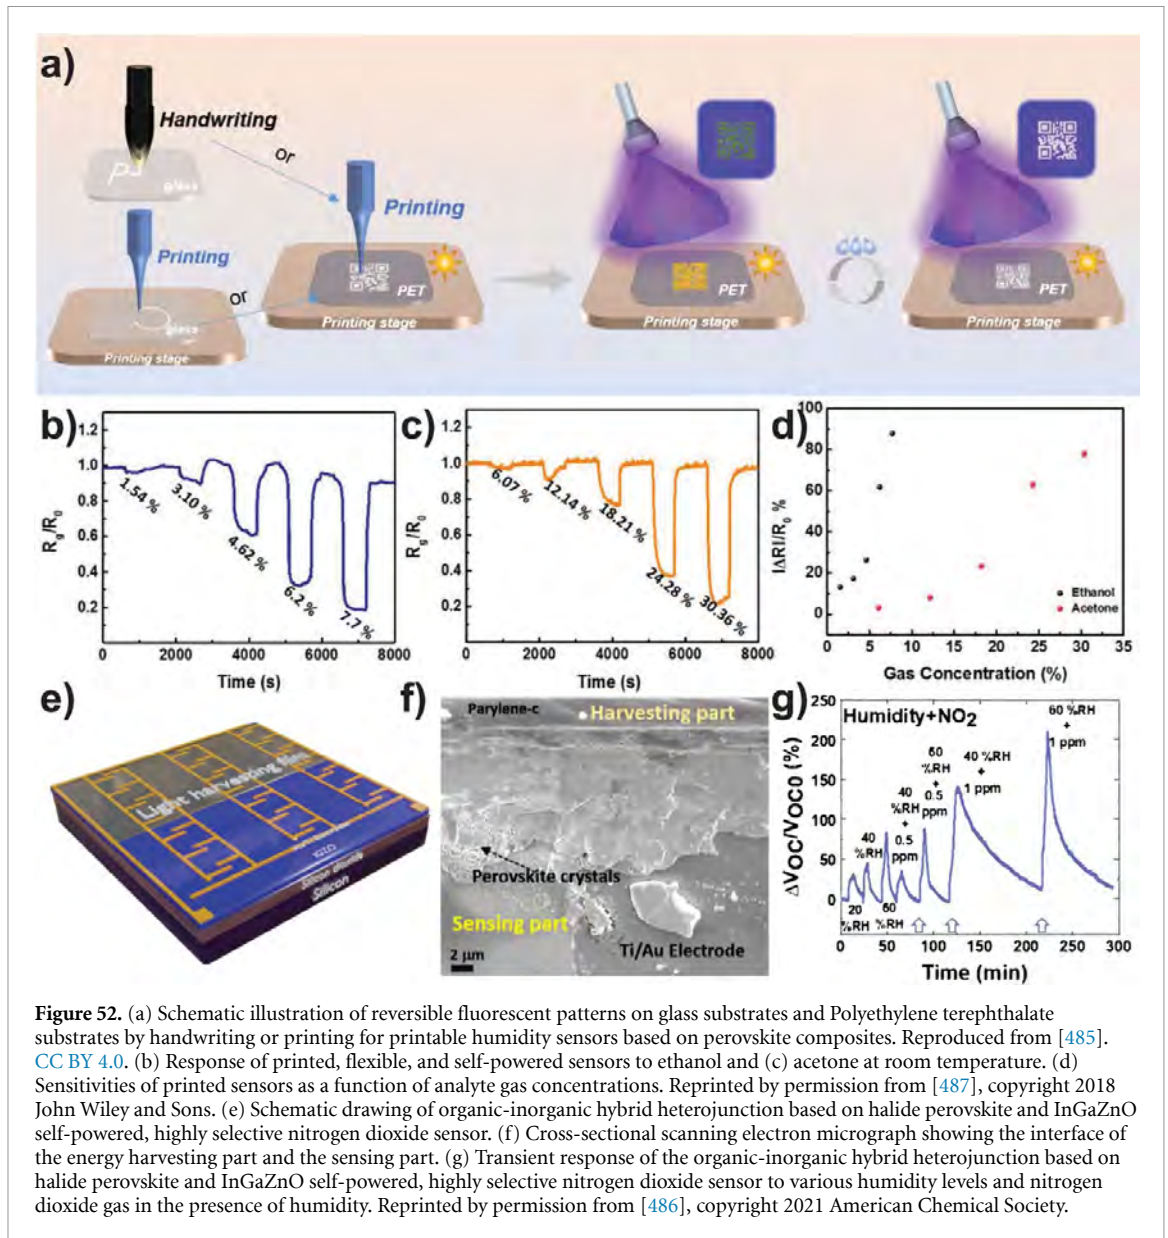 a)
Handwriting
or
P
glass
Printing
Printing
or
glass
PET
PET
PET
Printing stage
Printing stage
Printing stage
Printing stage
b)
1.2
1.0
0.8
0.6
0.4
0.2
Rg/R0
1.54 %
3.10 %
4.62 %
6.2 %
7.7 %
0 2000 4000 6000 8000
Time (s)
c)
1.2
1.0
0.8
0.6
0.4
0.2
Rg/R0
6.07 %
12.14 %
18.21 %
24.28 %
30.36 %
0 2000 4000 6000 8000
Time (s)
d)
100
80
60
40
20
0
IΔRI/R0 %
Ethanol
Acetone
0 5 10 15 20 25 30 35
Gas Concentration (%)
e)
Light harvesting film
IGZO
Silicon dioxide
Silicon
f)
Parylene-c
Harvesting part
Perovskite crystals
Sensing part
Ti/Au Electrode
2 μm
g)
250
200
150
100
50
0
ΔVOC/VOC0 (%)
Humidity+NO2
20
%RH
40
%RH
60
%RH
40
%RH
+
0.5
ppm
60
%RH
+
0.5
ppm
40 %RH
+
1 ppm
60 %RH
+
1 ppm
0 50 100 150 200 250 300
Time (min)
Figure 52. (a) Schematic illustration of reversible fluorescent patterns on glass substrates and Polyethylene terephthalate
substrates by handwriting or printing for printable humidity sensors based on perovskite composites. Reproduced from [485].
CC BY 4.0. (b) Response of printed, flexible, and self-powered sensors to ethanol and (c) acetone at room temperature. (d)
Sensitivities of printed sensors as a function of analyte gas concentrations. Reprinted by permission from [487], copyright 2018
John Wiley and Sons. (e) Schematic drawing of organic-inorganic hybrid heterojunction based on halide perovskite and InGaZnO
self-powered, highly selective nitrogen dioxide sensor. (f) Cross-sectional scanning electron micrograph showing the interface of
the energy harvesting part and the sensing part. (g) Transient response of the organic-inorganic hybrid heterojunction based on
halide perovskite and InGaZnO self-powered, highly selective nitrogen dioxide sensor to various humidity levels and nitrogen
dioxide gas in the presence of humidity. Reprinted by permission from [486], copyright 2021 American Chemical Society.